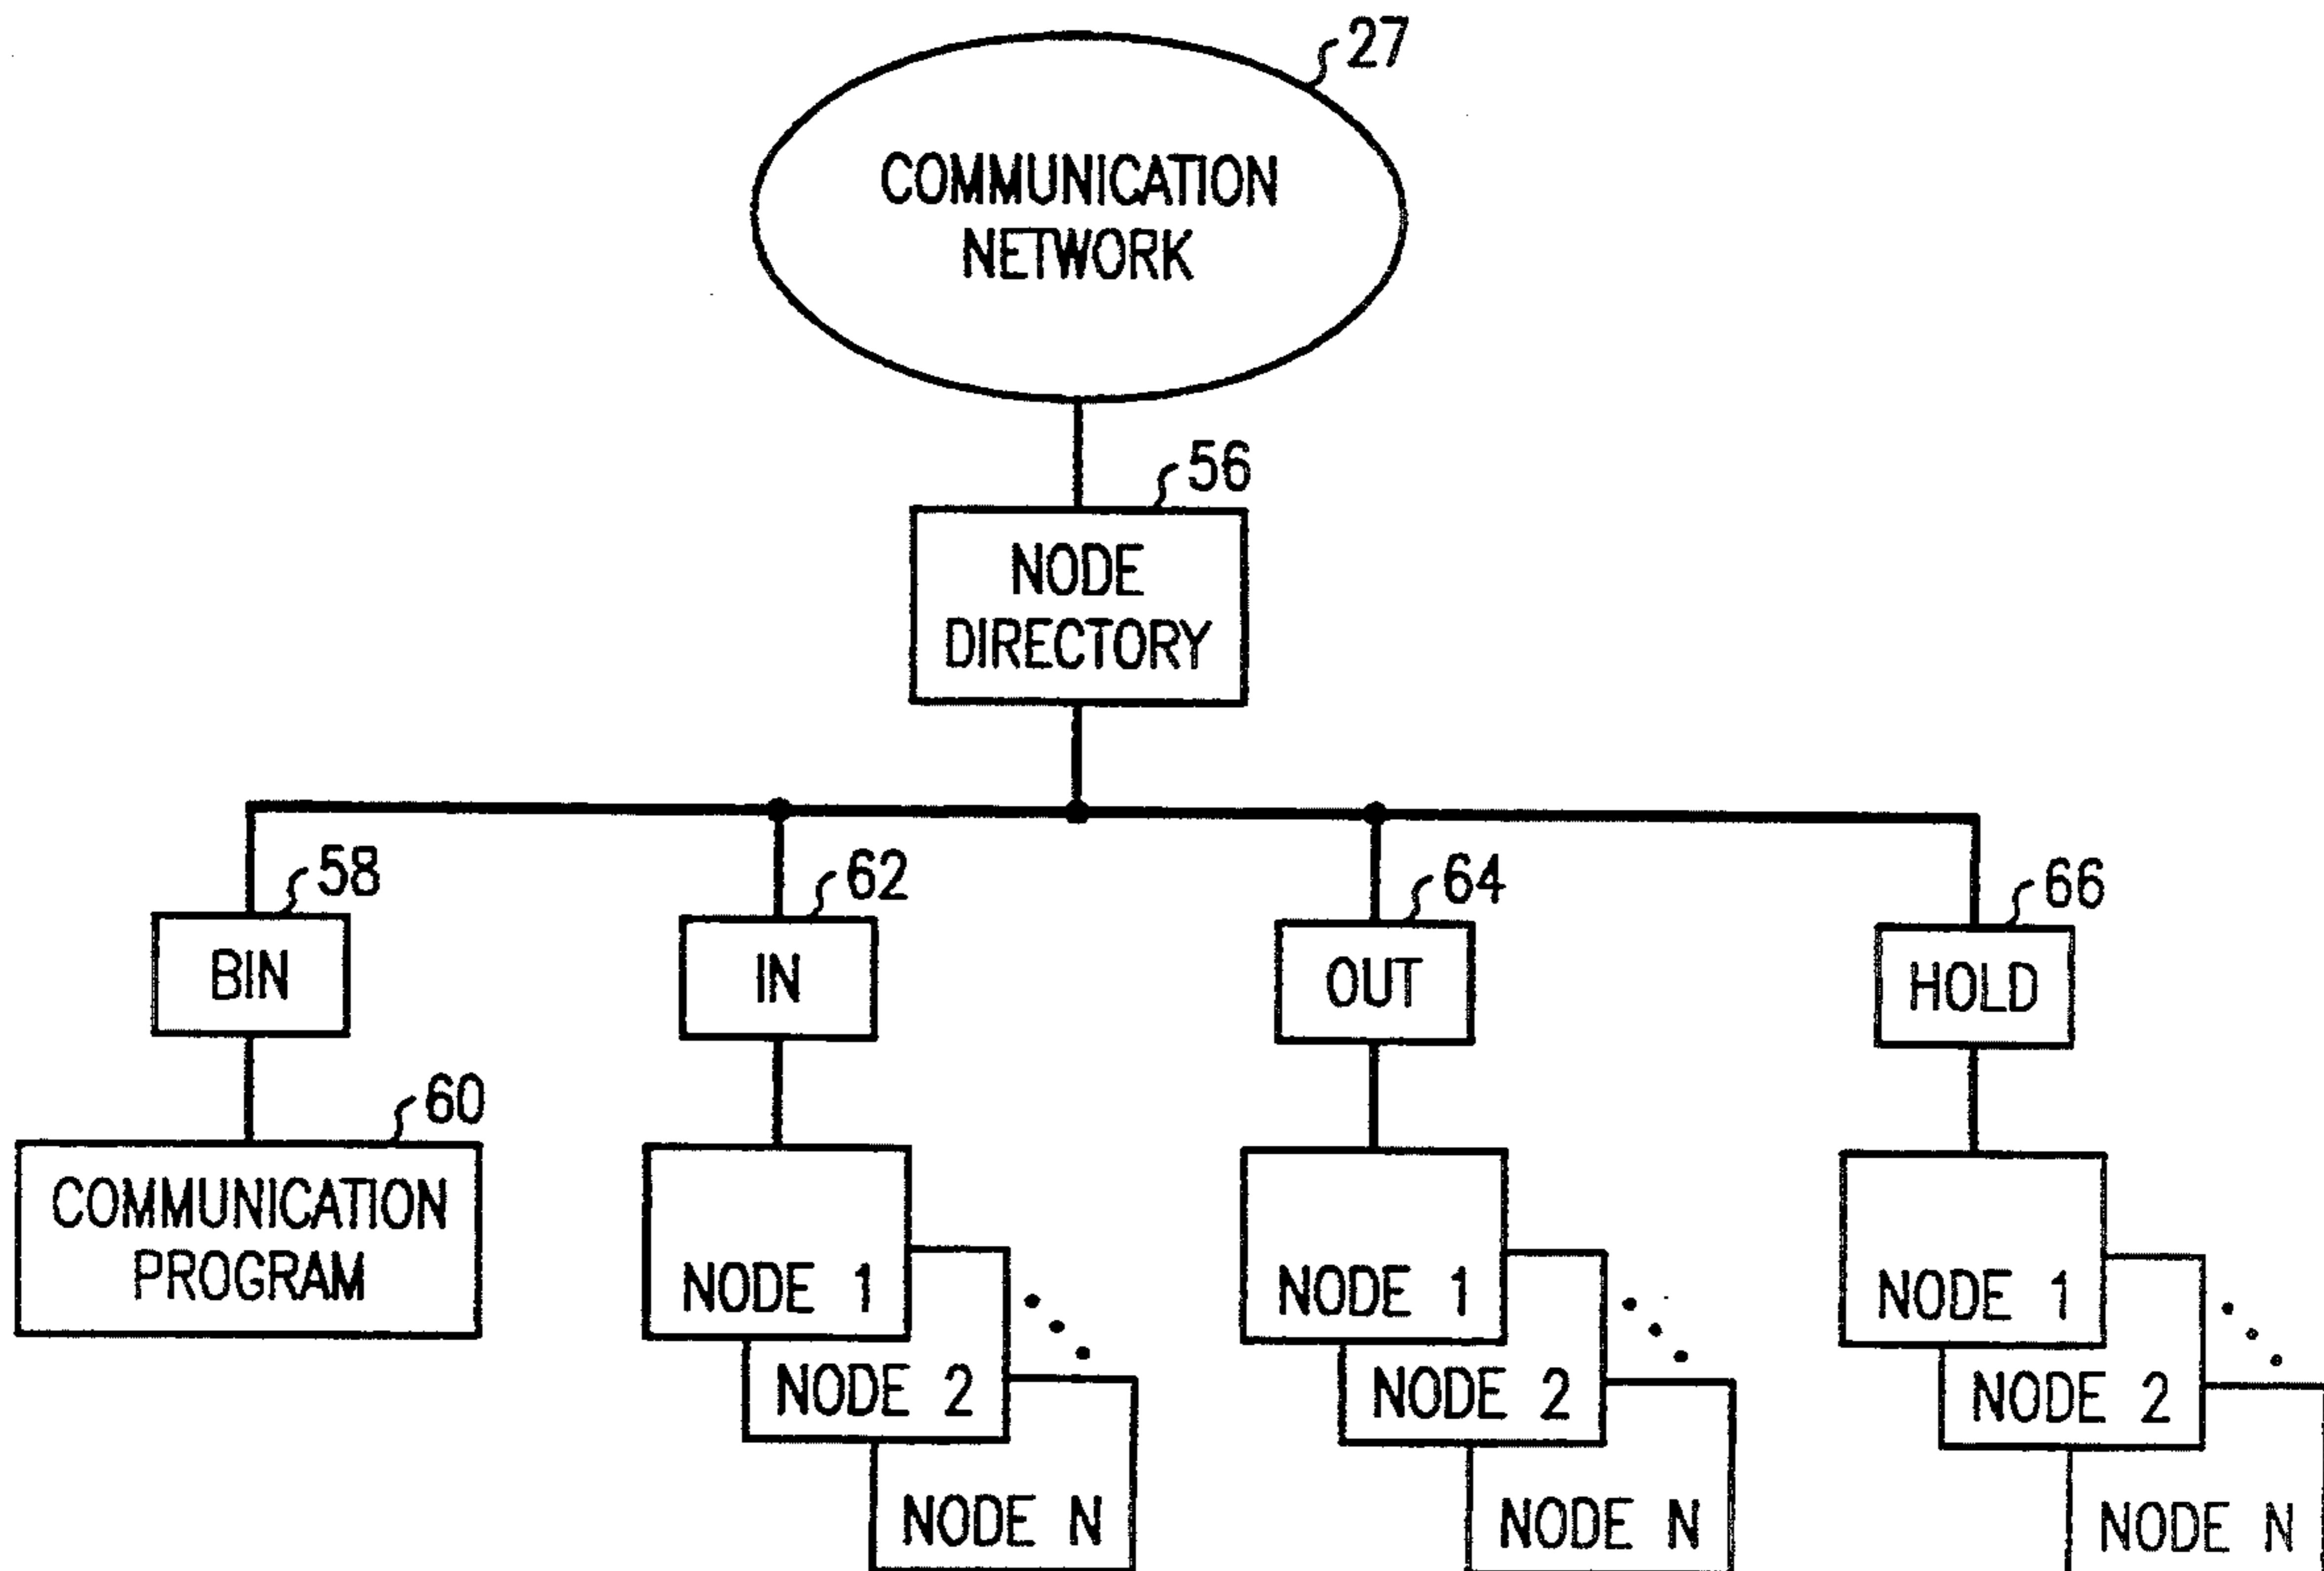 27
COMMUNICATION
NETWORK
56
NODE
DIRECTORY
58
62
64
66
BIN
IN
OUT
HOLD
60
COMMUNICATION
PROGRAM
NODE 1
NODE 2
NODE N
NODE 1
NODE 2
NODE N
NODE 1
NODE 2
NODE N